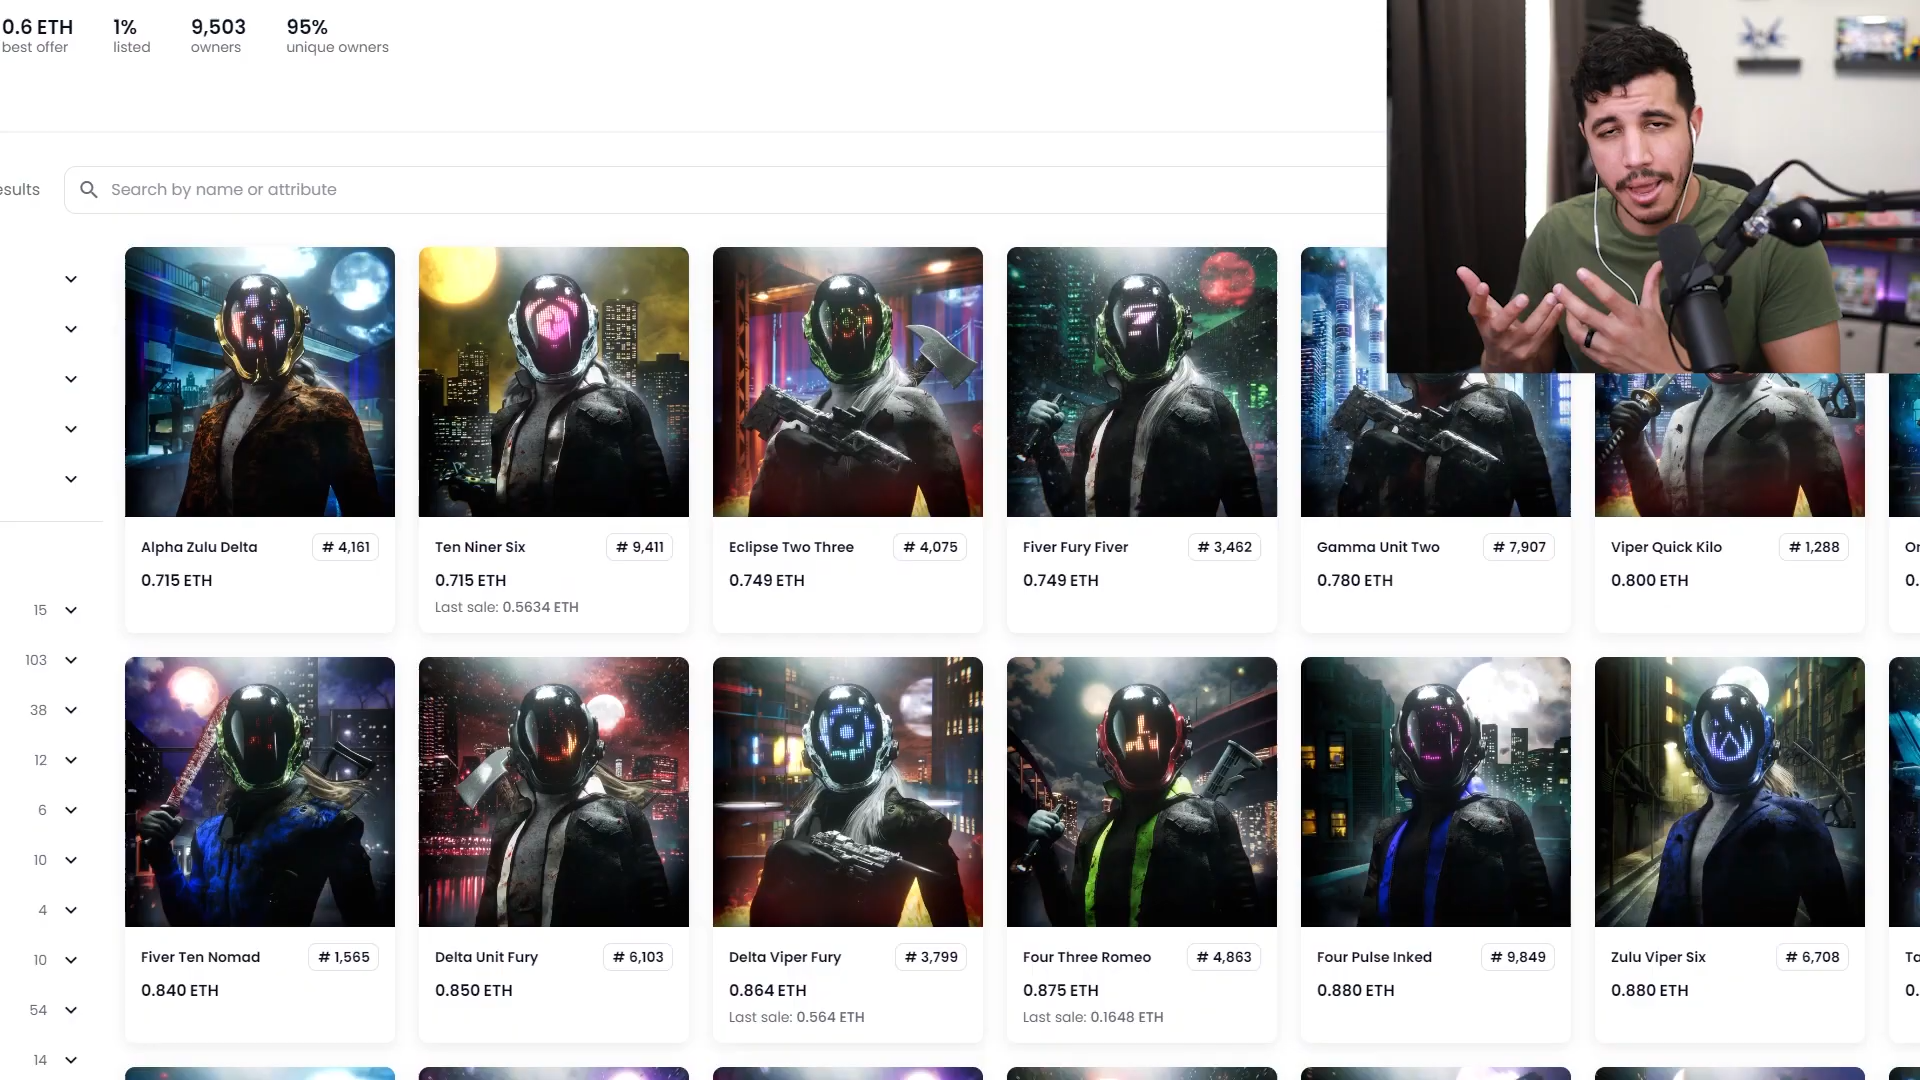 0.6 ETH 1% 9,503 95%
best offer listed owners unique owners
esults Search by name or attribute
Alpha Zulu Delta # 4,161 Ten Niner Six # 9,411 Eclipse Two Three # 4,075 Fiver Fury Fiver # 3,462 Gamma Unit Two # 7,907 Viper Quick Kilo # 1,288
0.715 ETH 0.715 ETH 0.749 ETH 0.749 ETH 0.780 ETH 0.800 ETH 0.
Last sale: 0.5634 ETH
15
103
38
12
6
10
4
Fiver Ten Nomad # 1,565 Delta Unit Fury # 6,103 Delta Viper Fury # 3,799 Four Three Romeo # 4,863 Four Pulse Inked # 9,849 Zulu Viper Six # 6,708
10
0.840 ETH 0.850 ETH 0.864 ETH 0.875 ETH 0.880 ETH 0.880 ETH 0.
54 Last sale: 0.564 ETH Last sale: 0.1648 ETH
14